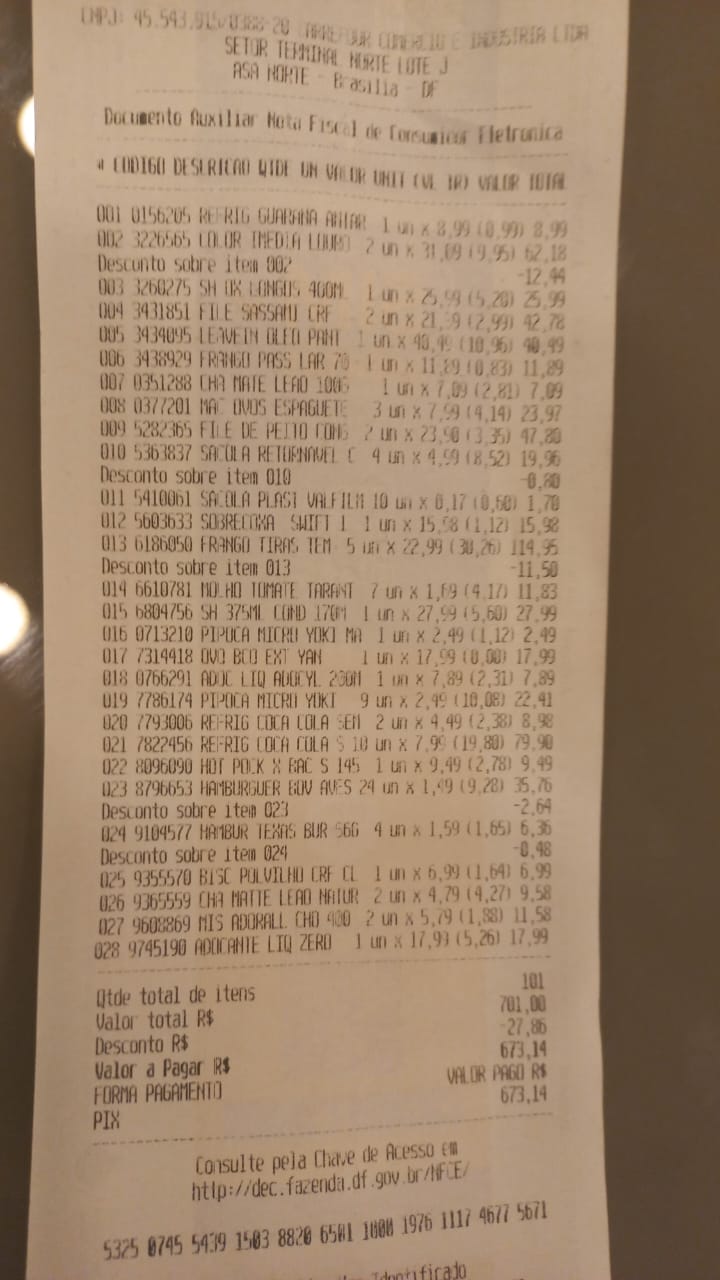 CNPJ: 45.543.915/0388-20 CARREFOUR COMERCIO E INDUSTRIA LTDA
SETOR TERMINAL NORTE LOTE J
ASA NORTE - Brasilia - DF
Documento Auxiliar Nota Fiscal de Consumidor Eletronica
# CODIGO DESCRICAO QTDE UN VALOR UNIT (VL TR) VALOR TOTAL
001 0156205 REFRIG GUARANA ANTAR 1 un x 8,99 (0,99) 8,99
002 3226565 COLOR IMEDIA LOURO 2 un x 31,09 (9,95) 62,18
Desconto sobre item 002 -12,44
003 3260275 SH OX LONGOS 400ML 1 un x 25,99 (5,20) 25,99
004 3431851 FILE SASSAMI CRF 2 un x 21,39 (2,99) 42,78
005 3434095 LEAVEIN OLEO PANT 1 un x 40,49 (10,96) 40,49
006 3438929 FRANGO PASS LAR 70 1 un x 11,89 (0,83) 11,89
007 0351288 CHA MATE LEAO 100G 1 un x 7,09 (2,81) 7,09
008 0377201 MAC OVOS ESPAGUETE 3 un x 7,99 (4,14) 23,97
009 5282365 FILE DE PEITO CONG 2 un x 23,90 (3,35) 47,80
010 5363837 SACOLA RETORNAVEL C 4 un x 4,99 (8,52) 19,96
Desconto sobre item 010 -0,80
011 5410061 SACOLA PLAST VALFILM 10 un x 0,17 (0,60) 1,70
012 5603633 SOBRECOXA SWIFT 1 1 un x 15,98 (1,12) 15,98
013 6186050 FRANGO TIRAS TEM 5 un x 22,99 (30,26) 114,95
Desconto sobre item 013 -11,50
014 6610781 MOLHO TOMATE TARANT 7 un x 1,69 (4,17) 11,83
015 6804756 SH 375ML COND 170M 1 un x 27,99 (5,60) 27,99
016 0713210 PIPOCA MICRO YOKI MA 1 un x 2,49 (1,12) 2,49
017 7314418 OVO BCO EXT YAN 1 un x 17,99 (0,00) 17,99
018 0766291 ADOC LIQ ADOCYL 200M 1 un x 7,89 (2,31) 7,89
019 7786174 PIPOCA MICRO YOKI 9 un x 2,49 (10,08) 22,41
020 7793006 REFRIG COCA COLA SEM 2 un x 4,49 (2,38) 8,98
021 7822456 REFRIG COCA COLA S 10 un x 7,99 (19,80) 79,90
022 8096090 HOT POCK X BAC S 145 1 un x 9,49 (2,78) 9,49
023 8796653 HAMBURGUER BOV AVES 24 un x 1,49 (9,28) 35,76
Desconto sobre item 023 -2,64
024 9104577 HAMBUR TEXAS BUR 56G 4 un x 1,59 (1,65) 6,36
Desconto sobre item 024 -0,48
025 9355570 BISC POLVILHO CRF CL 1 un x 6,99 (1,64) 6,99
026 9365559 CHA MATTE LEAO NATUR 2 un x 4,79 (4,27) 9,58
027 9608869 MIS ADORALL CHO 400 2 un x 5,79 (1,88) 11,58
028 9745190 ADOCANTE LIQ ZERO 1 un x 17,99 (5,26) 17,99
Qtde total de itens 101
Valor total R$ 701,00
Desconto R$ -27,86
Valor a Pagar R$ 673,14
FORMA PAGAMENTO VALOR PAGO R$
PIX 673,14
Consulte pela Chave de Acesso em
http://dec.fazenda.df.gov.br/NFCE/
5325 0745 5439 1503 8820 6501 1000 1976 1117 4677 5671
Identificado